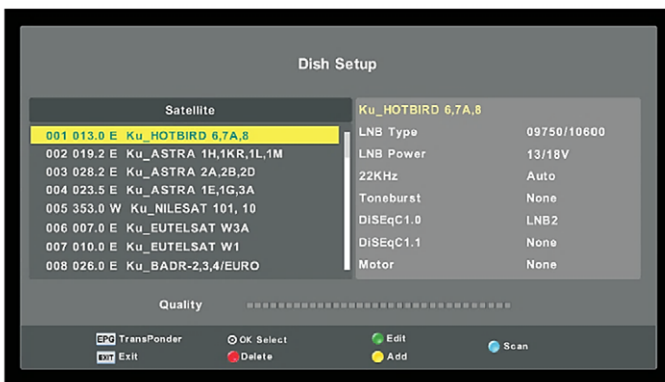 Dish Setup
Satellite
001 013.0 E Ku_HOTBIRD 6,7A,8
002 019.2 E Ku_ASTRA 1H,1KR,1L,1M
003 028.2 E Ku_ASTRA 2A,2B,2D
004 023.5 E Ku_ASTRA 1E,1G,3A
005 353.0 W Ku_NILESAT 101, 10
006 007.0 E Ku_EUTELSAT W3A
007 010.0 E Ku_EUTELSAT W1
008 026.0 E Ku_BADR-2,3,4/EURO
Ku_HOTBIRD 6,7A,8
LNB Type 09750/10600
LNB Power 13/18V
22KHz Auto
Toneburst None
DiSEqC1.0 LNB2
DiSEqC1.1 None
Motor None
Quality
EPG TransPonder OK Select Edit Scan
EXIT Exit Delete Add